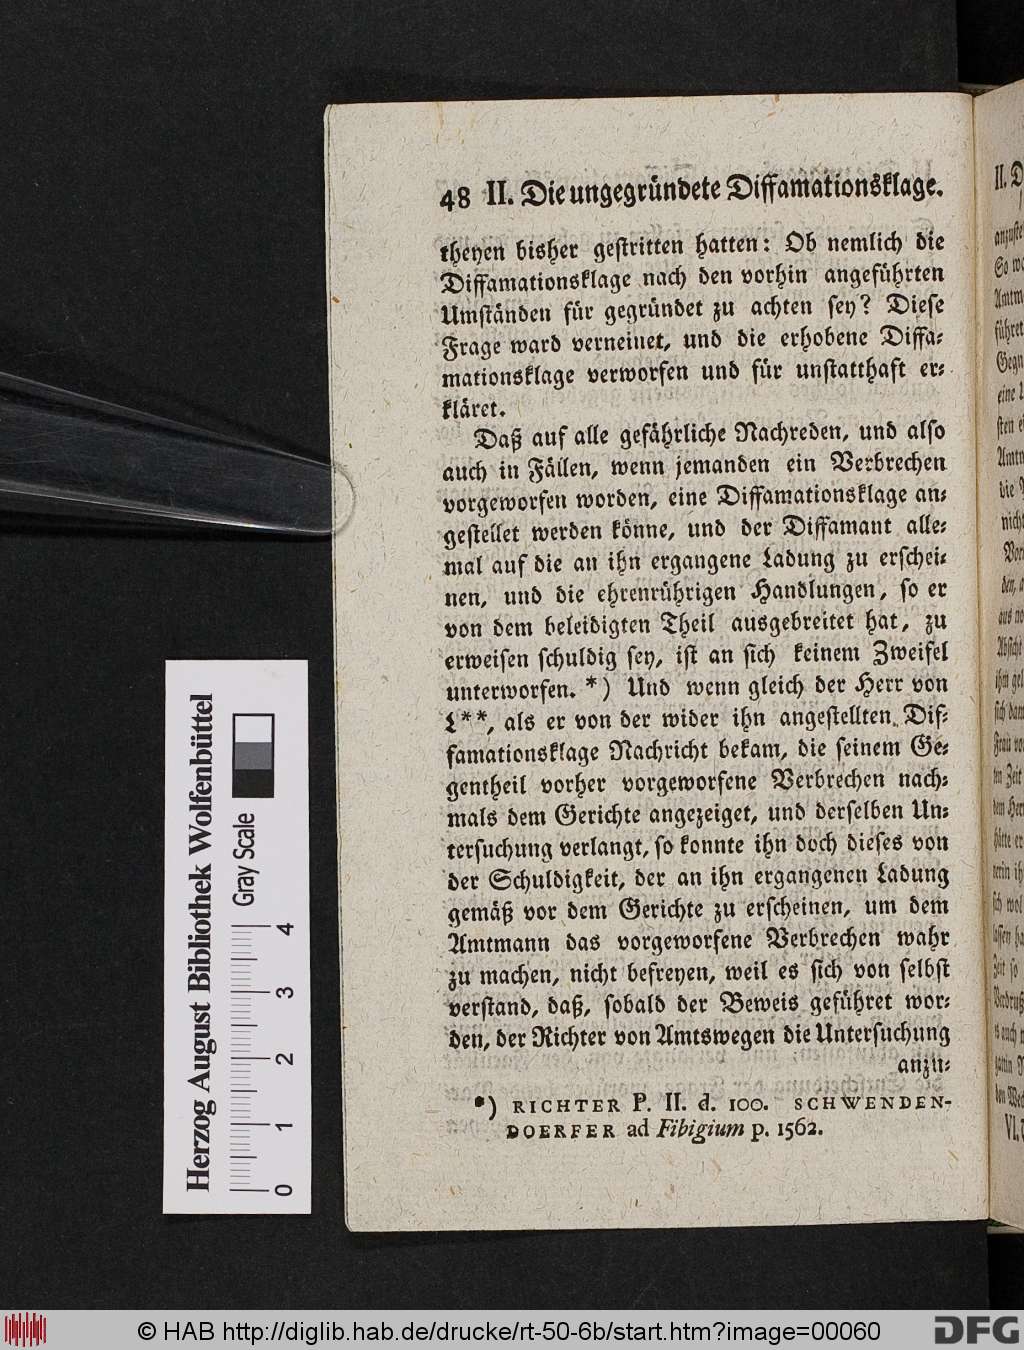 48 II. Die ungegründete Diffamationsklage.
theyen bisher gestritten hatten: Ob nemlich die
Diffamationsklage nach den vorhin angeführten
Umständen für gegründet zu achten sey? Diese
Frage ward verneinet, und die erhobene Diffa-
mationsklage verworfen und für unstatthaft er-
kläret.
Daß auf alle gefährliche Nachreden, und also
auch in Fällen, wenn jemanden ein Verbrechen
vorgeworfen worden, eine Diffamationsklage an-
gestellet werden könne, und der Diffamant alle-
mal auf die an ihn ergangene Ladung zu erschei-
nen, und die ehrenrührigen Handlungen, so er
von dem beleidigten Theil ausgebreitet hat, zu
erweisen schuldig sey, ist an sich keinem Zweifel
unterworfen. *) Und wenn gleich der Herr von
L**, als er von der wider ihn angestellten Dif-
famationsklage Nachricht bekam, die seinem Ge-
gentheil vorher vorgeworfene Verbrechen nach-
mals dem Gerichte angezeiget, und derselben Un-
tersuchung verlangt, so konnte ihn doch dieses von
der Schuldigkeit, der an ihn ergangenen Ladung
gemäß vor dem Gerichte zu erscheinen, um dem
Amtmann das vorgeworfene Verbrechen wahr
zu machen, nicht befreyen, weil es sich von selbst
verstand, daß, sobald der Beweis geführet wor-
den, der Richter von Amtswegen die Untersuchung
anzu-
*) RICHTER P. II. d. 100. SCHWENDEN-
DOERFER ad Fibigium p. 1562.
Herzog August Bibliothek Wolfenbüttel
Gray Scale
0 1 2 3 4
© HAB http://diglib.hab.de/drucke/rt-50-6b/start.htm?image=00060
DFG